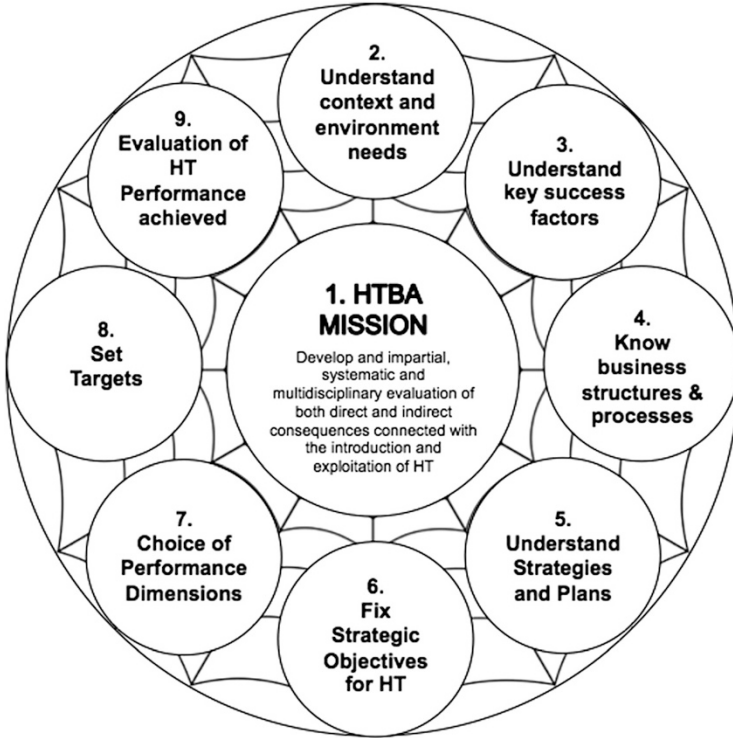 1. HTBA
MISSION
Develop and impartial,
systematic and
multidisciplinary evaluation of
both direct and indirect
consequences connected with
the introduction and
exploitation of HT
2.
Understand
context and
environment
needs
3.
Understand
key success
factors
4.
Know
business
structures &
processes
5.
Understand
Strategies
and Plans
6.
Fix
Strategic
Objectives
for HT
7.
Choice of
Performance
Dimensions
8.
Set
Targets
9.
Evaluation of
HT
Performance
achieved